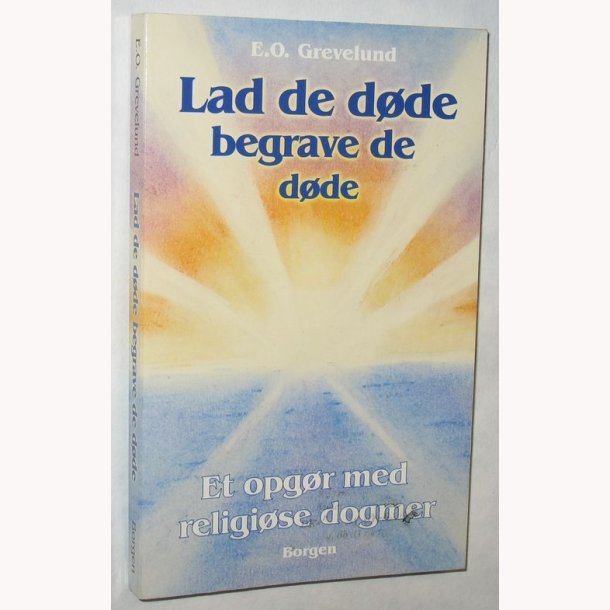 E.O. Grevelund
Lad de døde
begrave de
døde
Et opgør med
religiøse dogmer
Borgen
E.O. Grevelund Lad de døde begrave de døde Borgen